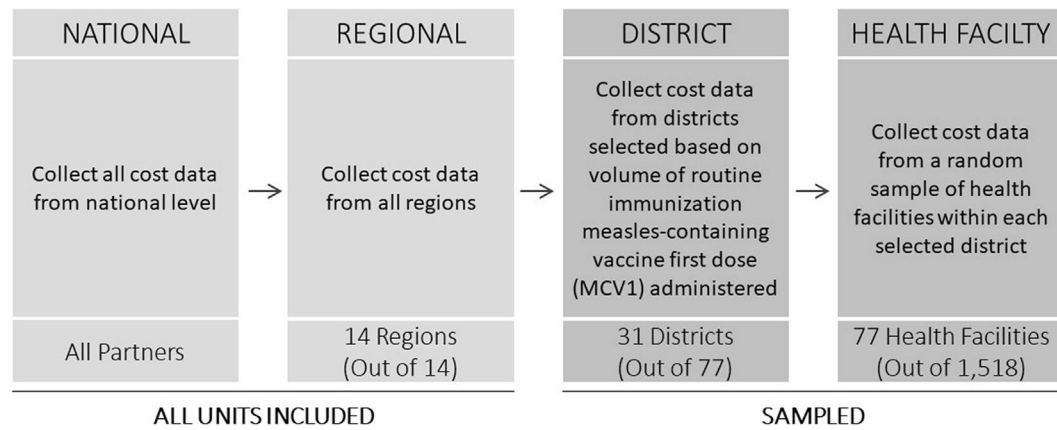 NATIONAL
Collect all cost data
from national level
All Partners
REGIONAL
Collect cost data
from all regions
14 Regions
(Out of 14)
DISTRICT
Collect cost data
from districts
selected based on
volume of routine
immunization
measles-containing
vaccine first dose
(MCV1) administered
31 Districts
(Out of 77)
HEALTH FACILTY
Collect cost data
from a random
sample of health
facilities within each
selected district
77 Health Facilities
(Out of 1,518)
ALL UNITS INCLUDED
SAMPLED